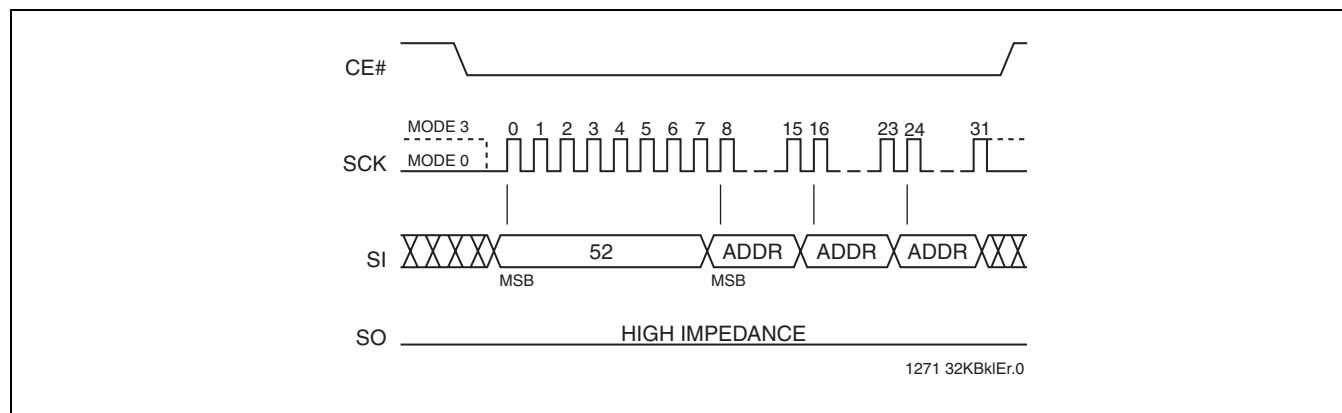 CE#
MODE 3
0 1 2 3 4 5 6 7 8 15 16 23 24 31
SCK
MODE 0
SI
52 ADDR ADDR ADDR
MSB MSB
SO
HIGH IMPEDANCE
1271 32KBklEr.0